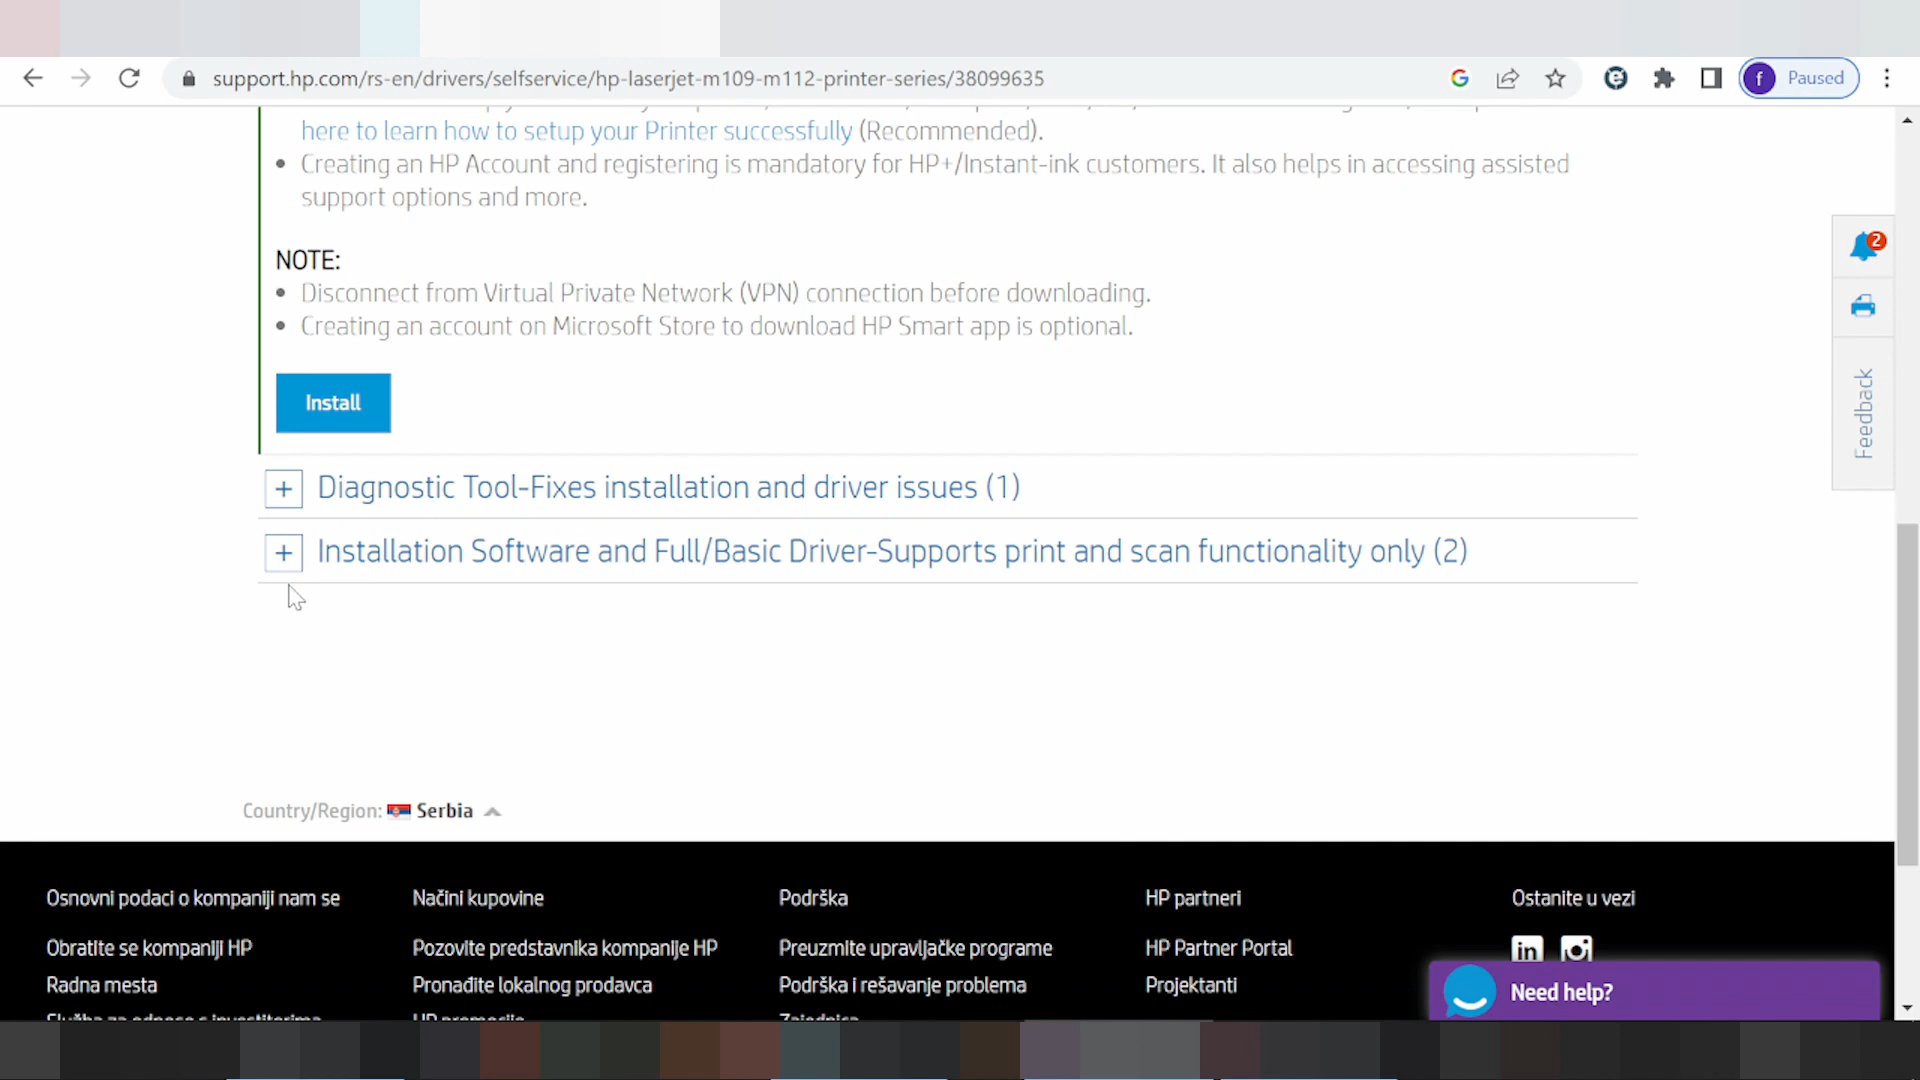 support.hp.com/rs-en/drivers/selfservice/hp-laserjet-m109-m112-printer-series/38099635
f Paused
here to learn how to setup your Printer successfully (Recommended).
Creating an HP Account and registering is mandatory for HP+/Instant-ink customers. It also helps in accessing assisted
support options and more.
NOTE:
Disconnect from Virtual Private Network (VPN) connection before downloading.
Creating an account on Microsoft Store to download HP Smart app is optional.
Install
2
Feedback
+ Diagnostic Tool-Fixes installation and driver issues (1)
+ Installation Software and Full/Basic Driver-Supports print and scan functionality only (2)
Country/Region: Serbia
Osnovni podaci o kompaniji nam se
Obratite se kompaniji HP
Radna mesta
Načini kupovine
Pozovite predstavnika kompanije HP
Pronađite lokalnog prodavca
Podrška
Preuzmite upravljačke programe
Podrška i rešavanje problema
HP partneri
HP Partner Portal
Projektanti
Ostanite u vezi
in
Need help?